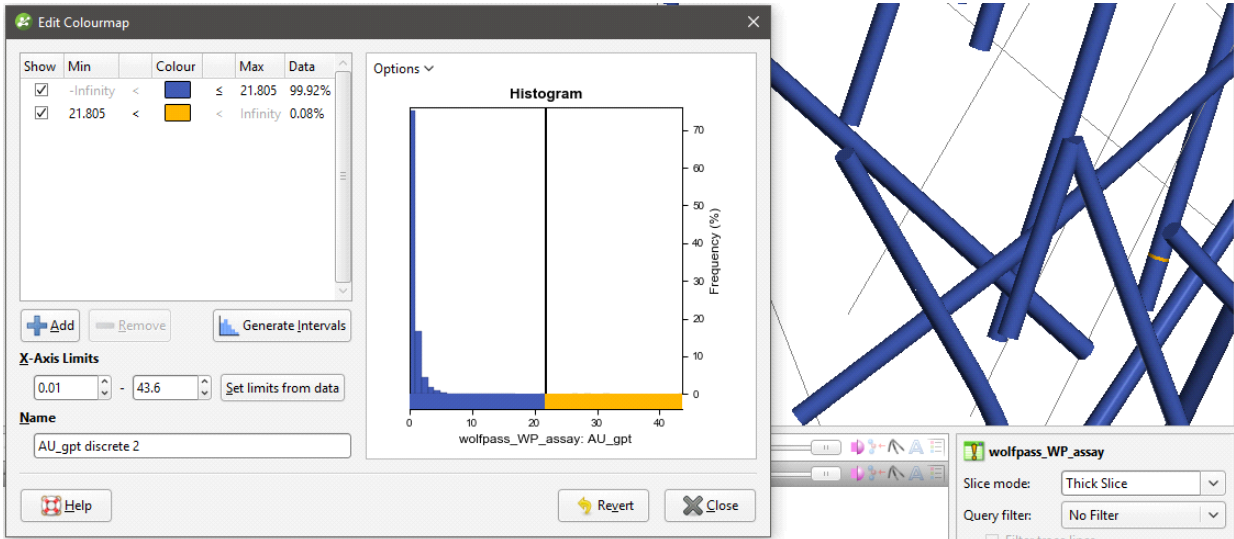 Edit Colourmap
Show Min Colour Max Data
-Infinity < ≤ 21.805 99.92%
21.805 < < Infinity 0.08%
Add Remove Generate Intervals
X-Axis Limits
0.01 - 43.6 Set limits from data
Name
AU_gpt discrete 2
Options
Histogram
70
60
50
40
30
20
10
0
Frequency (%)
0 10 20 30 40
wolfpass_WP_assay: AU_gpt
Help Revert Close
wolfpass_WP_assay
Slice mode: Thick Slice
Query filter: No Filter